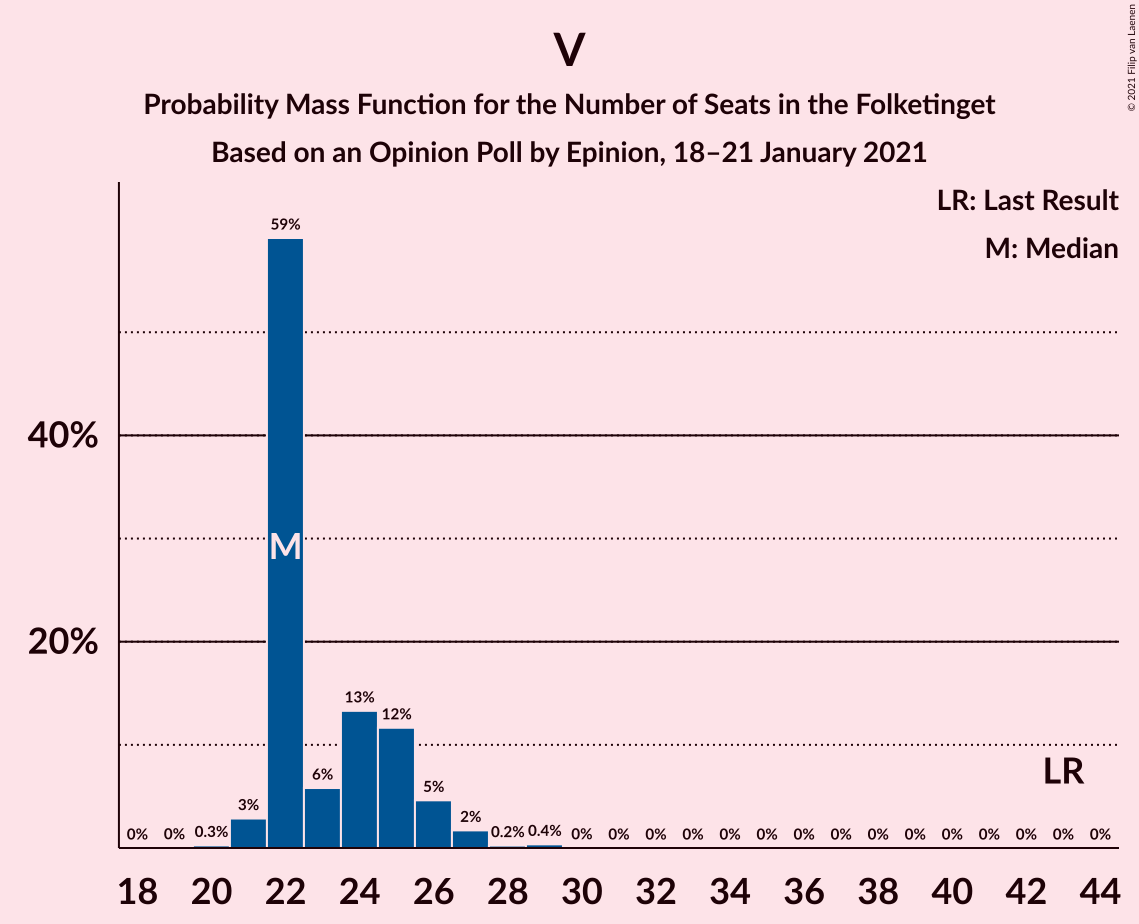 V
Probability Mass Function for the Number of Seats in the Folketinget
Based on an Opinion Poll by Epinion, 18–21 January 2021
© 2021 Filip van Laenen
LR: Last Result
M: Median
59%
40%
M
20%
13%
12%
LR
6%
5%
3%
2%
0% 0% 0.3% 0.2% 0.4% 0% 0% 0% 0% 0% 0% 0% 0% 0% 0% 0% 0% 0% 0% 0%
18 20 22 24 26 28 30 32 34 36 38 40 42 44